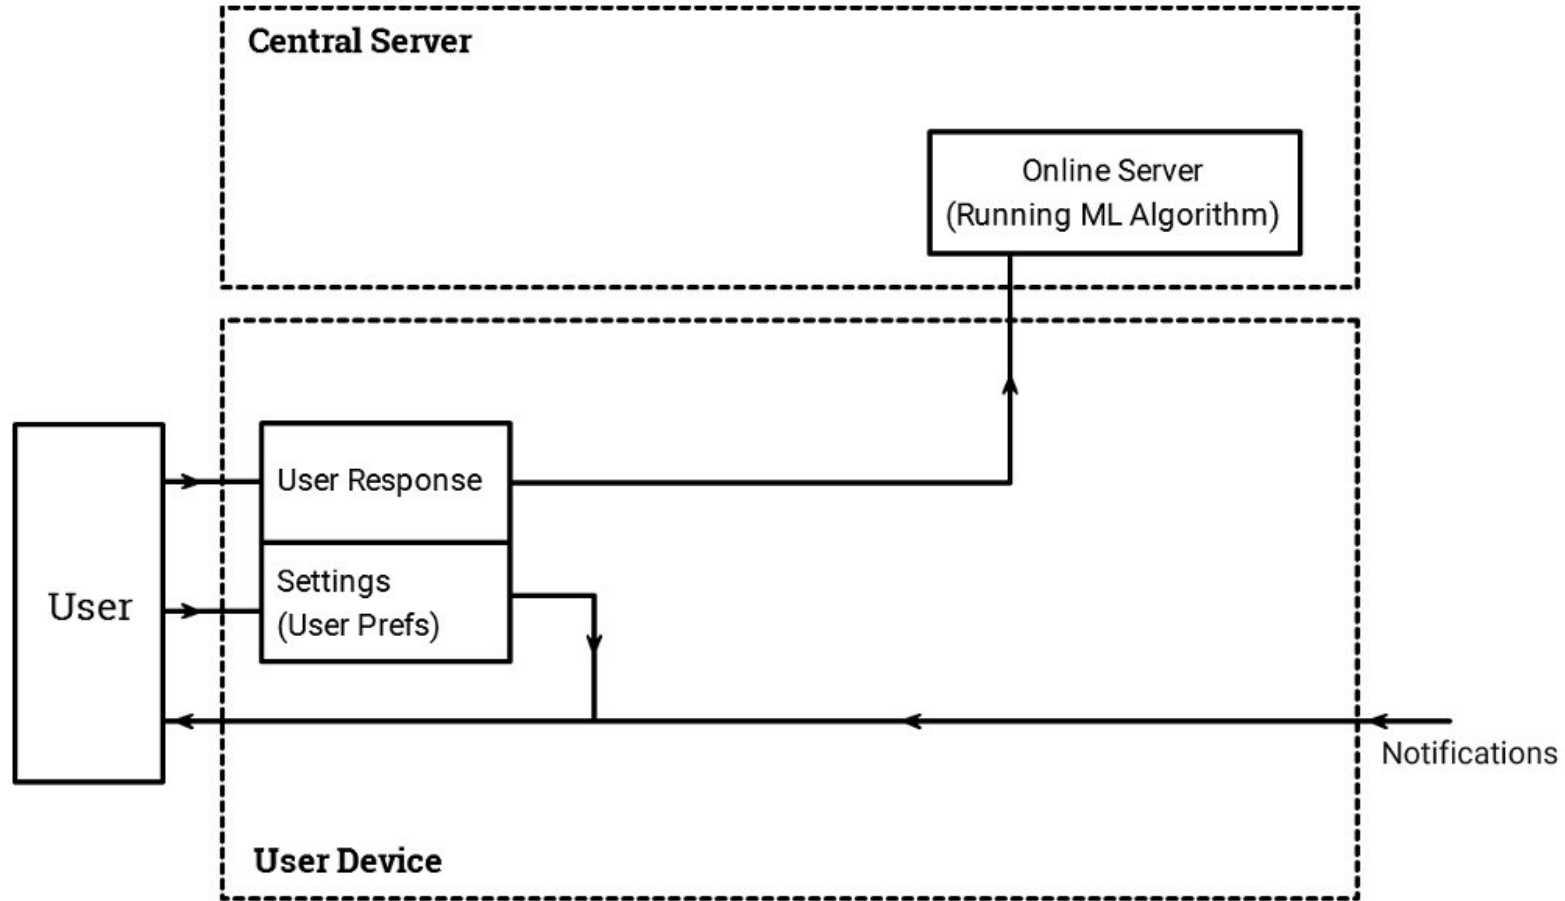 Central Server
Online Server
(Running ML Algorithm)
User Response
Settings
(User Prefs)
User
Notifications
User Device